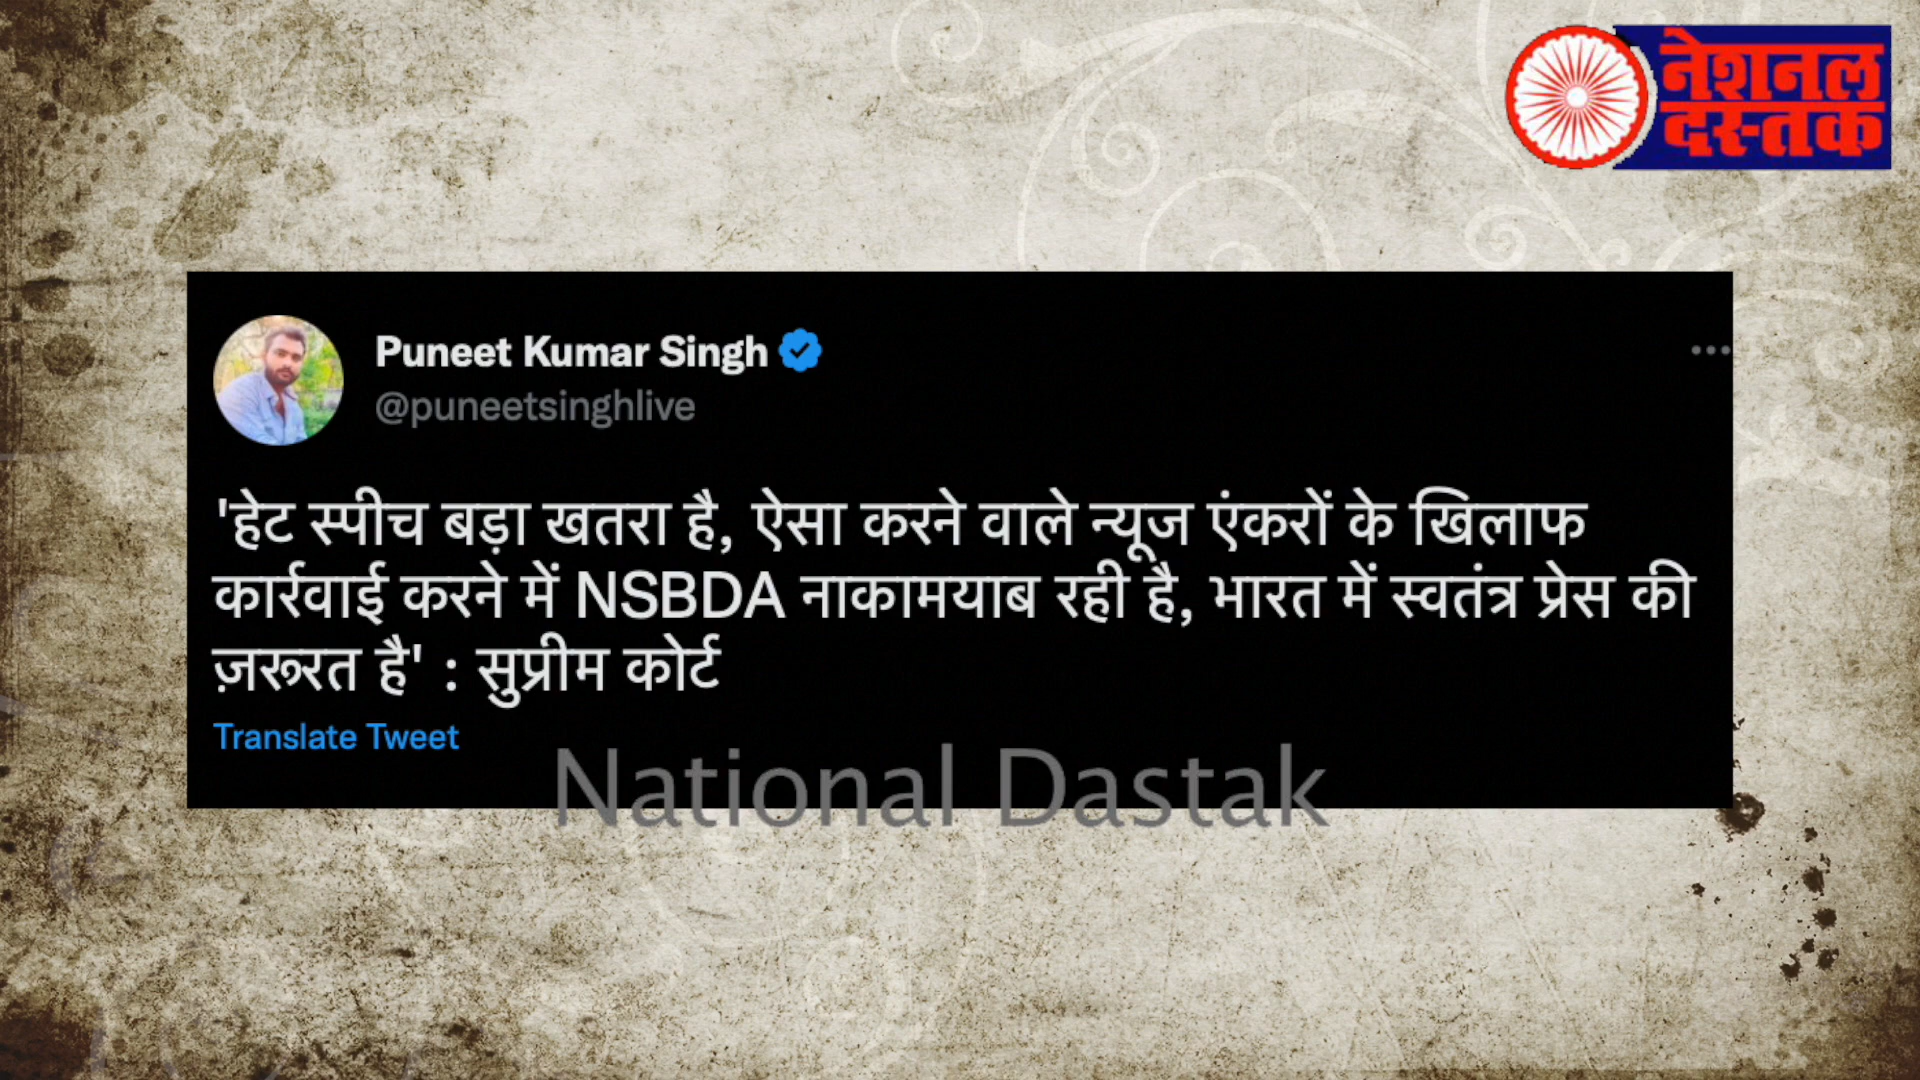 नेशनल
दस्तक
Puneet Kumar Singh
@puneetsinghlive
'हेट स्पीच बड़ा खतरा है, ऐसा करने वाले न्यूज एंकरों के खिलाफ
कार्रवाई करने में NSBDA नाकामयाब रही है, भारत में स्वतंत्र प्रेस की
ज़रूरत है' : सुप्रीम कोर्ट
Translate Tweet
National Dastak